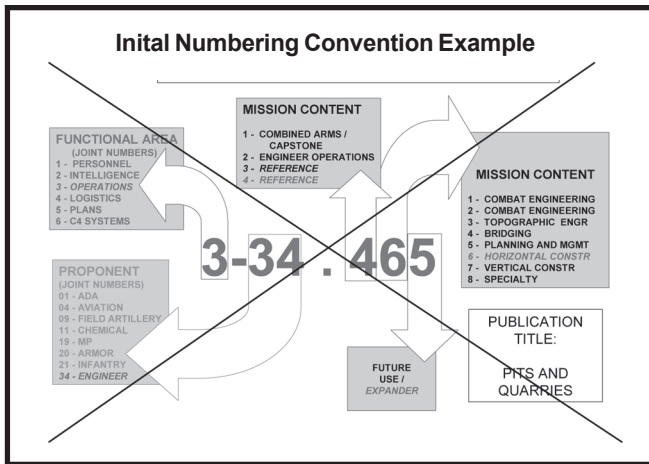 Inital Numbering Convention Example
MISSION CONTENT
1 - COMBINED ARMS /
CAPSTONE
2 - ENGINEER OPERATIONS
3 - REFERENCE
4 - REFERENCE
FUNCTIONAL AREA
(JOINT NUMBERS)
1 - PERSONNEL
2 - INTELLIGENCE
3 - OPERATIONS
4 - LOGISTICS
5 - PLANS
6 - C4 SYSTEMS
MISSION CONTENT
1 - COMBAT ENGINEERING
2 - COMBAT ENGINEERING
3 - TOPOGRAPHIC ENGR
4 - BRIDGING
5 - PLANNING AND MGMT
6 - HORIZONTAL CONSTR
7 - VERTICAL CONSTR
8 - SPECIALTY
3-34 . 465
PROPONENT
(JOINT NUMBERS)
01 - ADA
04 - AVIATION
09 - FIELD ARTILLERY
11 - CHEMICAL
19 - MP
20 - ARMOR
21 - INFANTRY
34 - ENGINEER
FUTURE
USE /
EXPANDER
PUBLICATION
TITLE:
PITS AND
QUARRIES